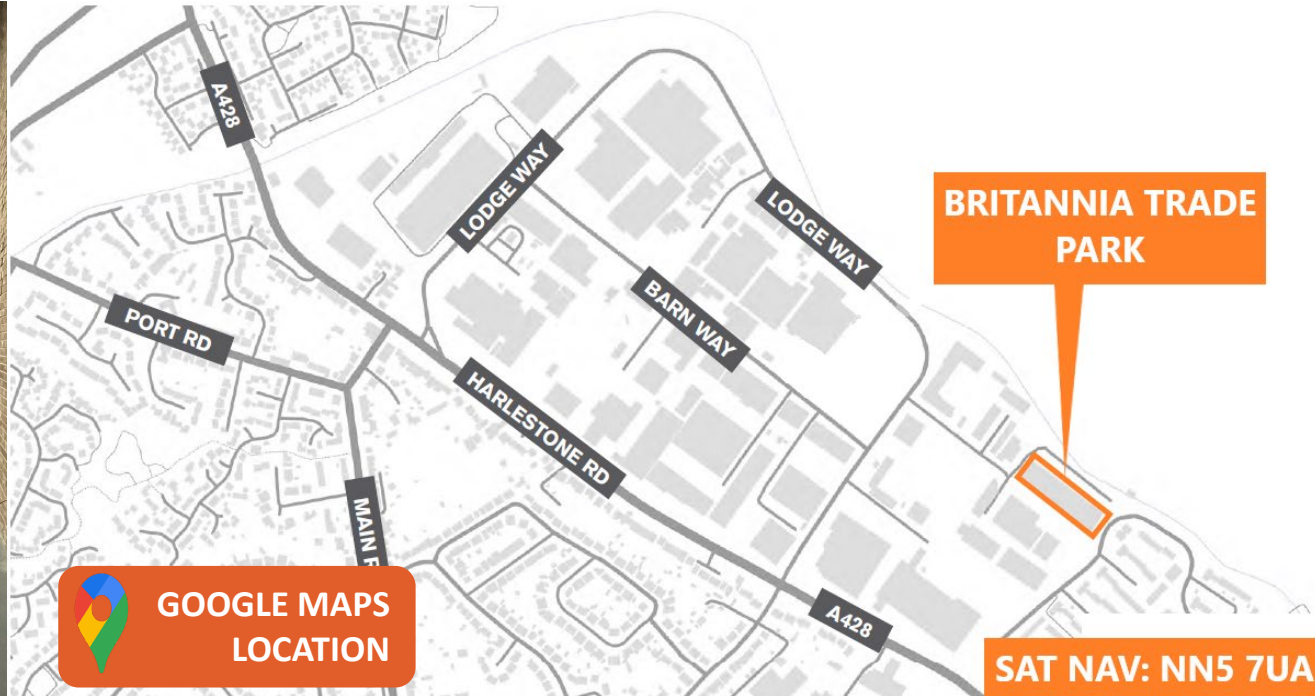 A428
LODGE WAY
LODGE WAY
BRITANNIA TRADE
PARK
BARN WAY
PORT RD
HARLESTONE RD
MAIN R
GOOGLE MAPS
LOCATION
A428
SAT NAV: NN5 7UA